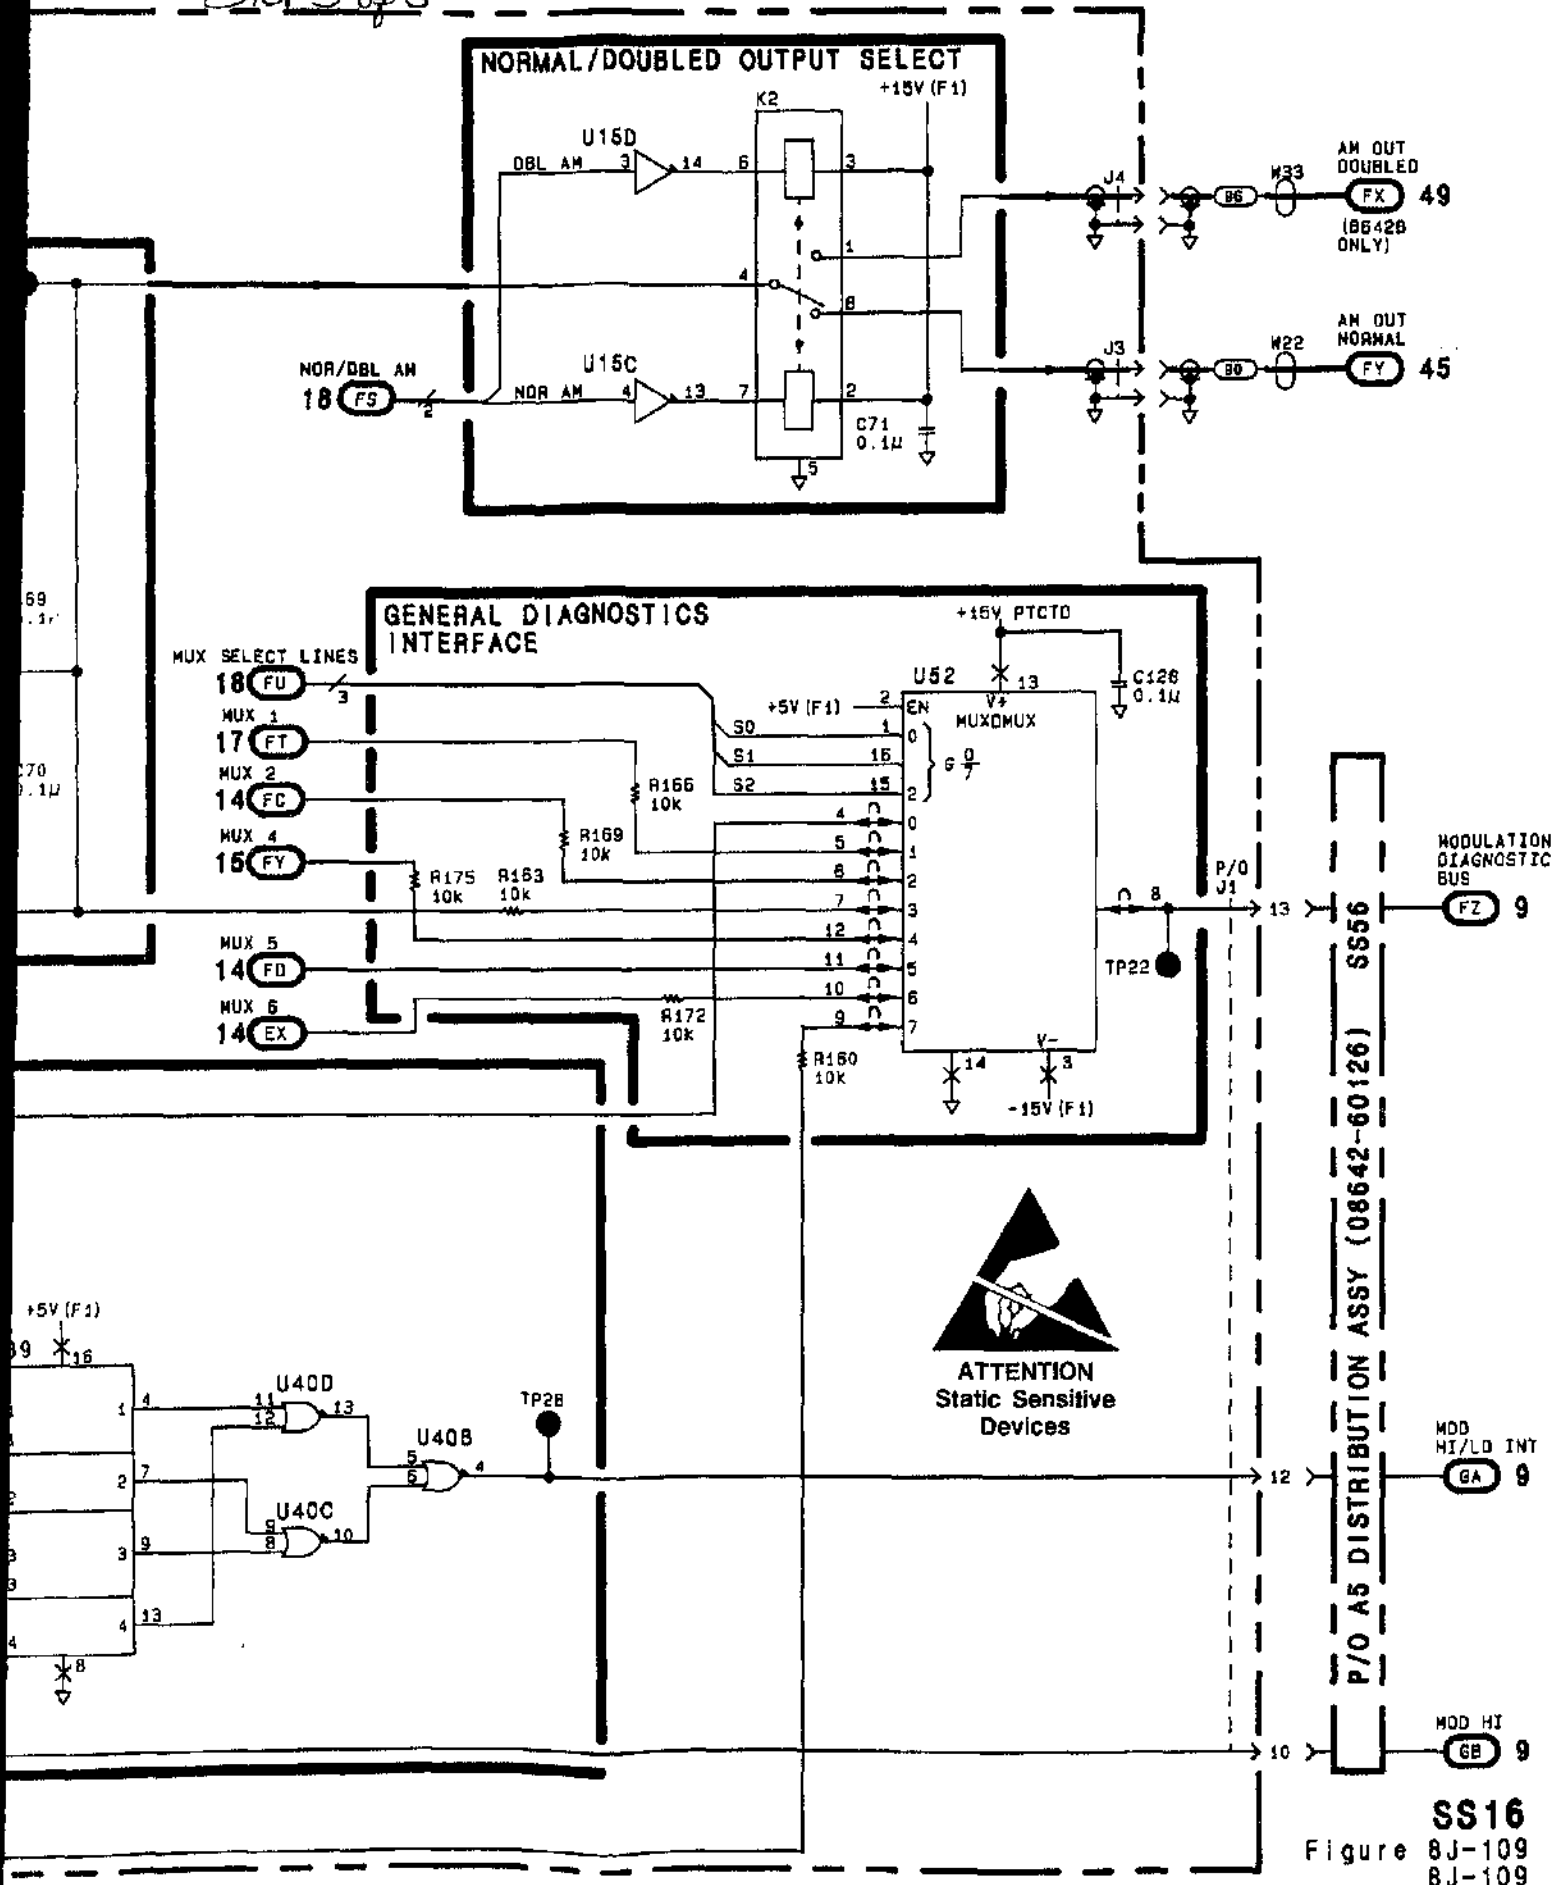 NORMAL/DOUBLED OUTPUT SELECT
+15V(F1)
K2
U15D
DBL AM 3 14 6 3
1
4
8
U15C
NOR/DBL AM
18 FS 2
NOR AM 4 13 7 2
C71
0.1µ
5
J4
86
W33
AM OUT
DOUBLED
FX 49
(8642B
ONLY)
J3
80
W22
AM OUT
NORMAL
FY 45
69
70
0.1µ
GENERAL DIAGNOSTICS
INTERFACE
MUX SELECT LINES
18 FU 3
MUX 1
17 FT
MUX 2
14 FC
MUX 4
15 FY
MUX 5
14 FD
MUX 6
14 EX
+15V PTCTD
C128
0.1µ
U52
13
V+
MUXDMUX
+5V(F1) 2 EN
S0 1 0
S1 16
S2 15 2
G 0/7
4 0
5 1
6 2
7 3
12 4
11 5
10 6
9 7
R166
10k
R169
10k
R175
10k
R163
10k
R172
10k
R160
10k
14
V-
3
-15V(F1)
8
TP22
P/O
J1
13
MODULATION
DIAGNOSTIC
BUS
FZ 9
P/O A5 DISTRIBUTION ASSY (08642-60126) SS56
ATTENTION
Static Sensitive
Devices
+5V(F1)
39
16
1 4
2 7
3 9
4 13
8
U40D
11
12
13
U40C
9
8
10
U40B
5
6
4
TP28
12
MOD
HI/LO INT
GA 9
10
MOD HI
GB 9
SS16
Figure 8J-109
8J-109